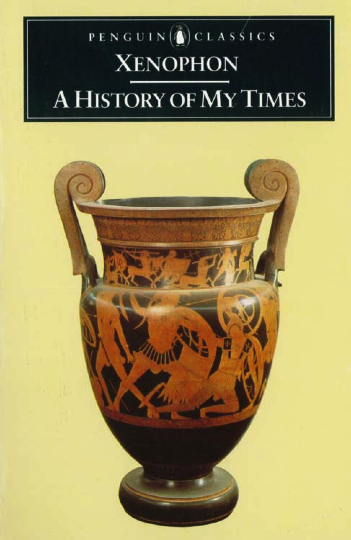 PENGUIN CLASSICS
XENOPHON
A HISTORY OF MY TIMES